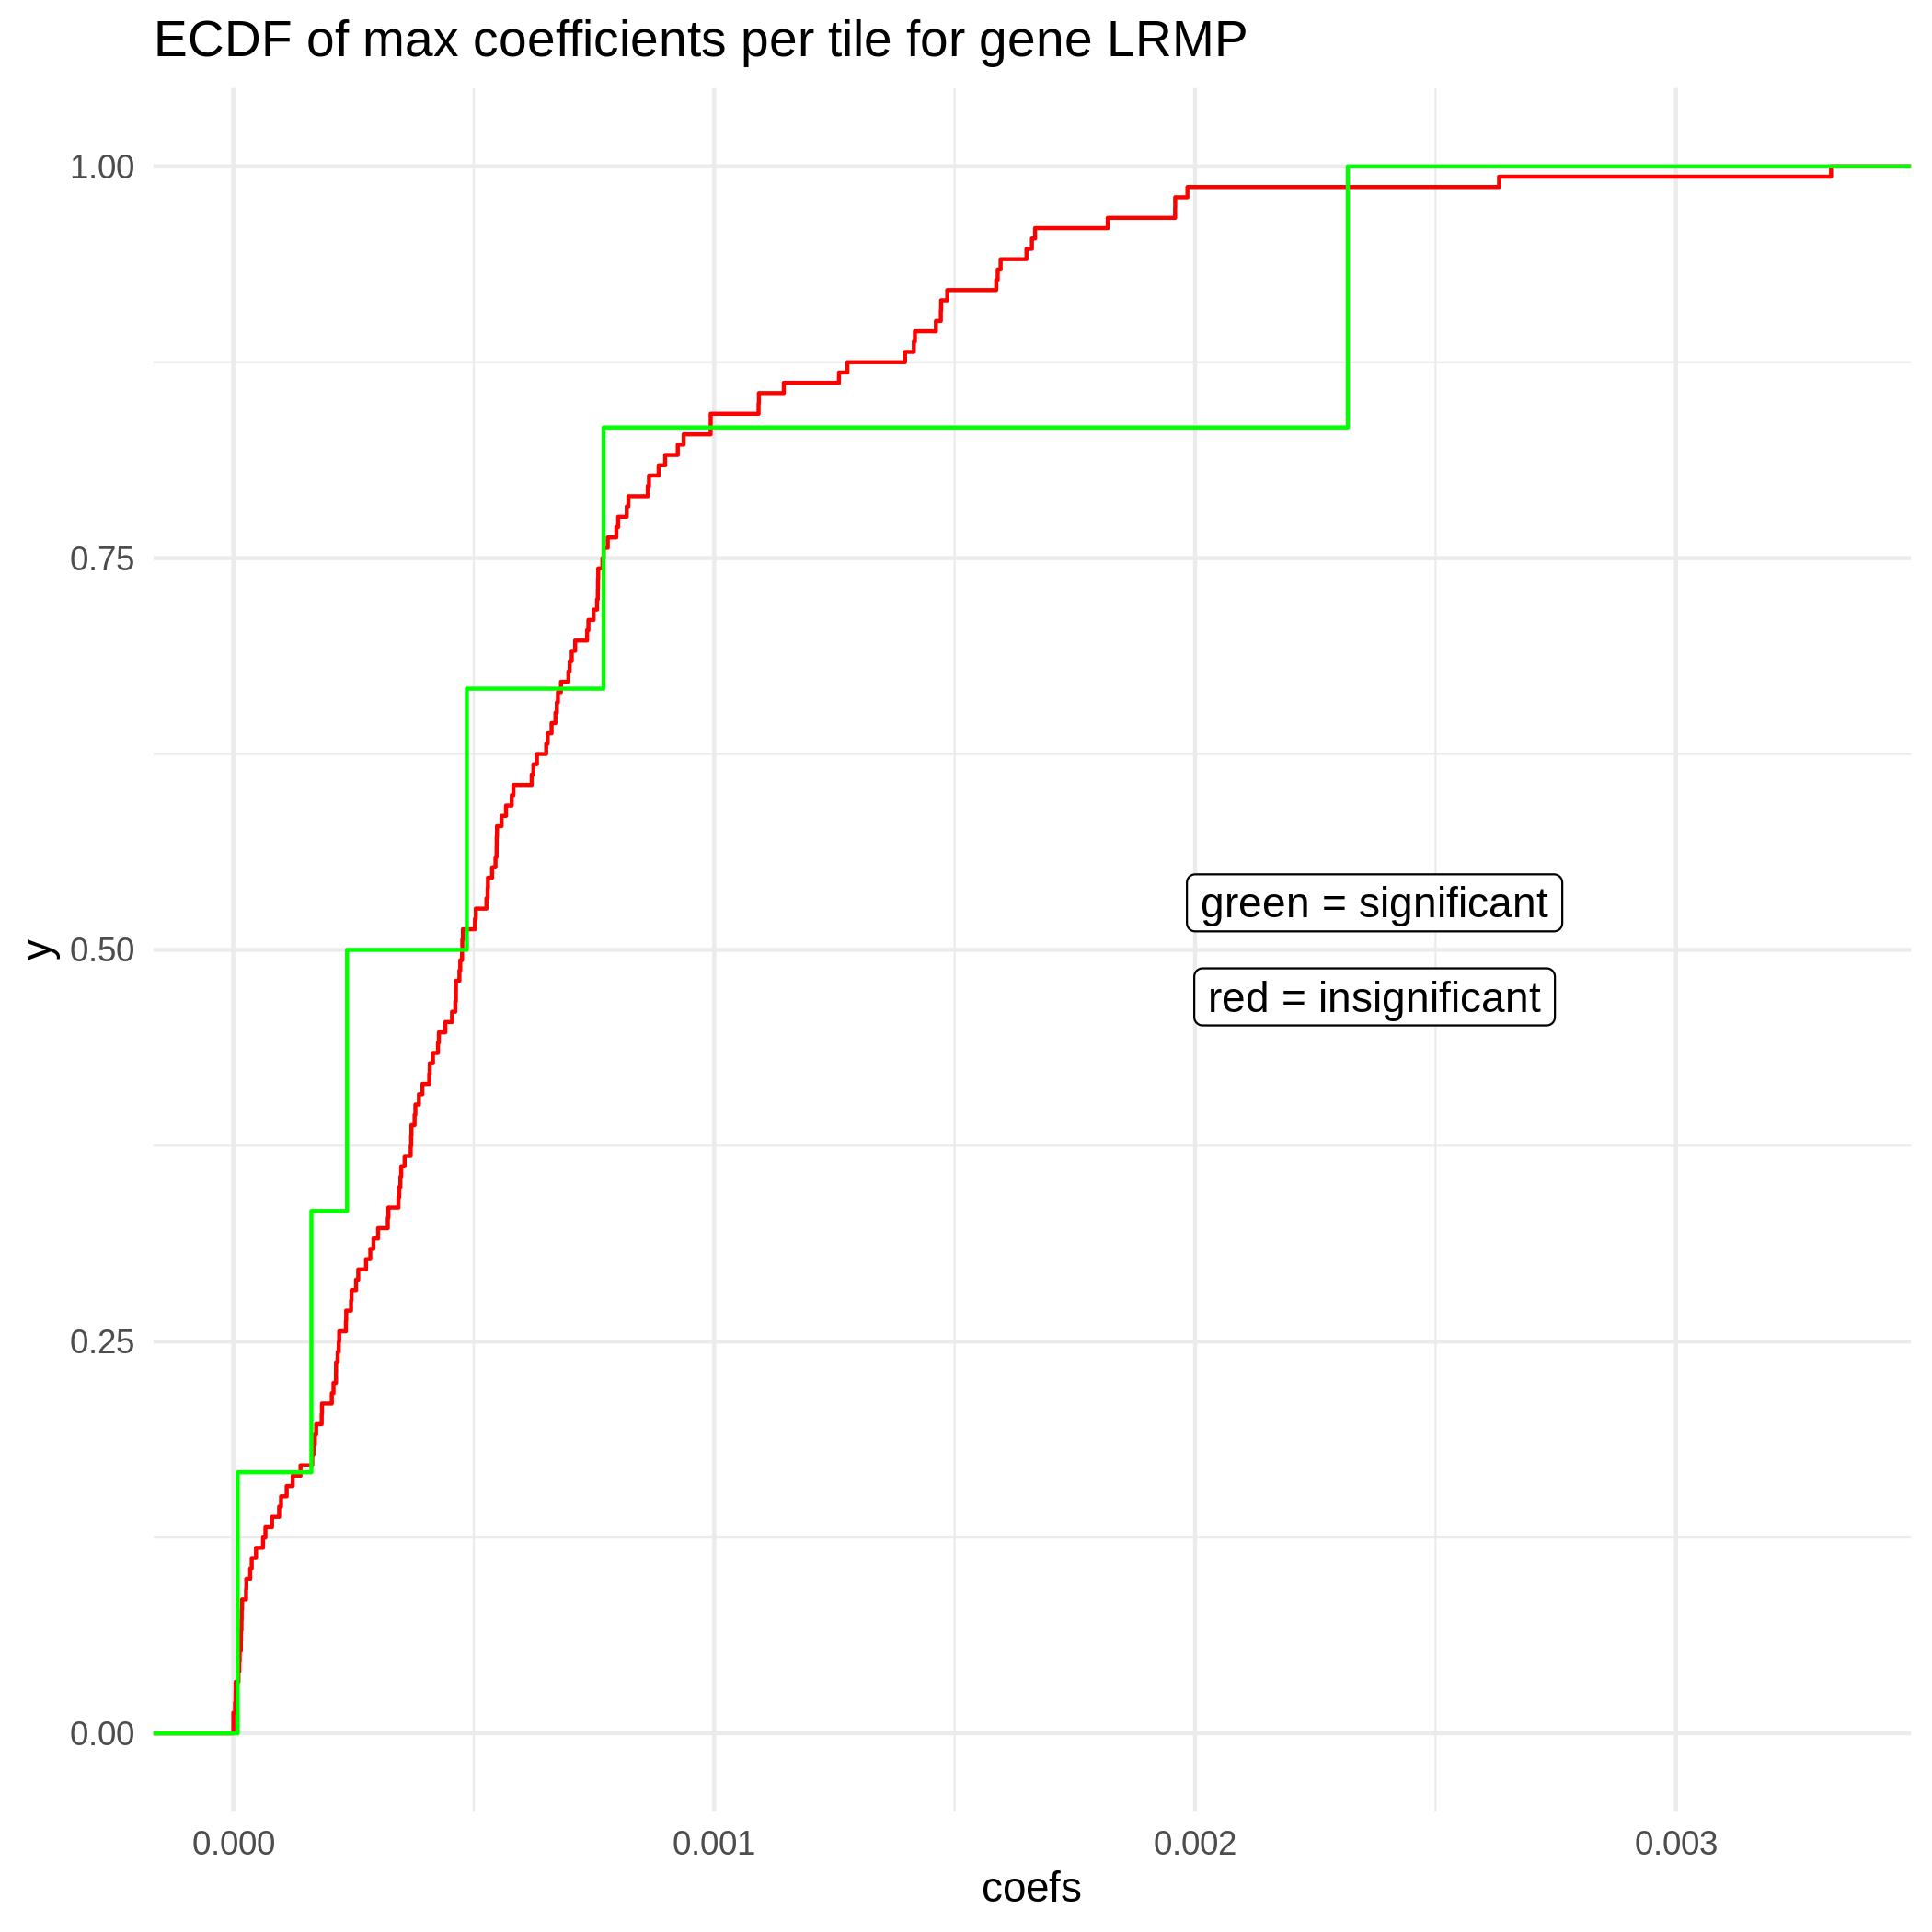 ECDF of max coefficients per tile for gene LRMP
1.00
0.75
0.50
0.25
0.00
y
green = significant
red = insignificant
0.000 0.001 0.002 0.003
coefs